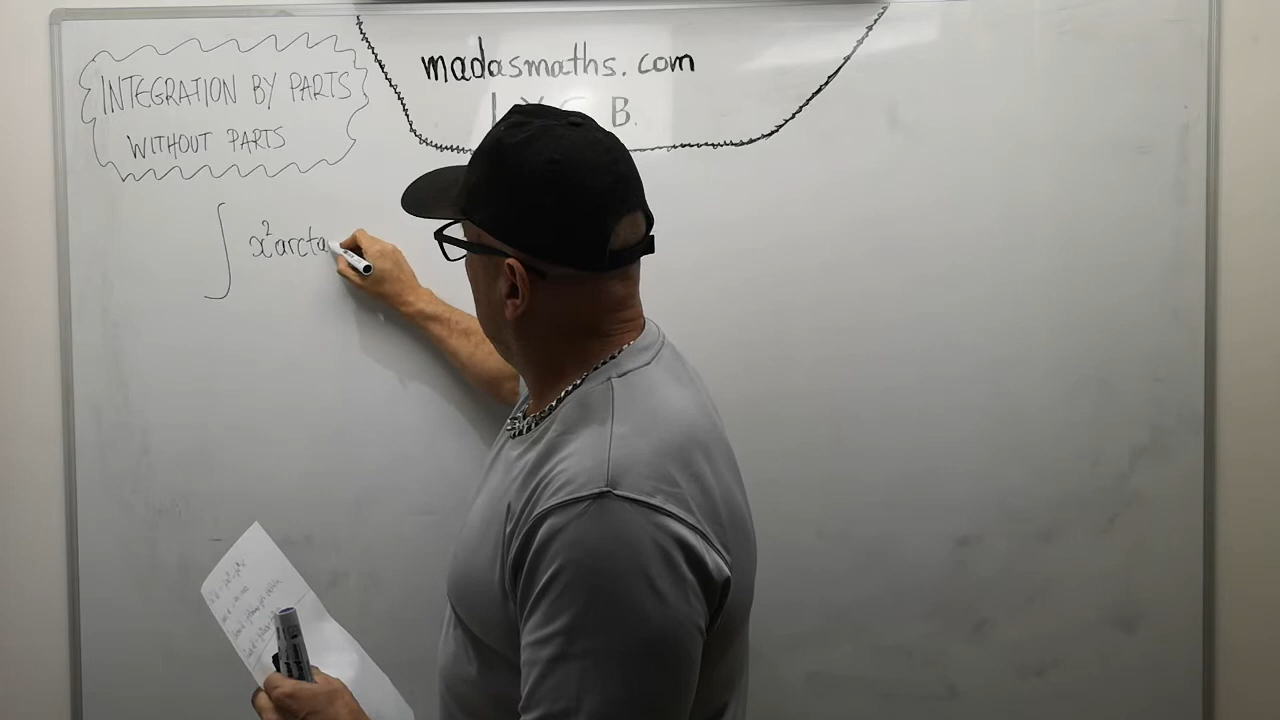 INTEGRATION BY PARTS
WITHOUT PARTS
madasmaths.com
B.
∫ x²arcta